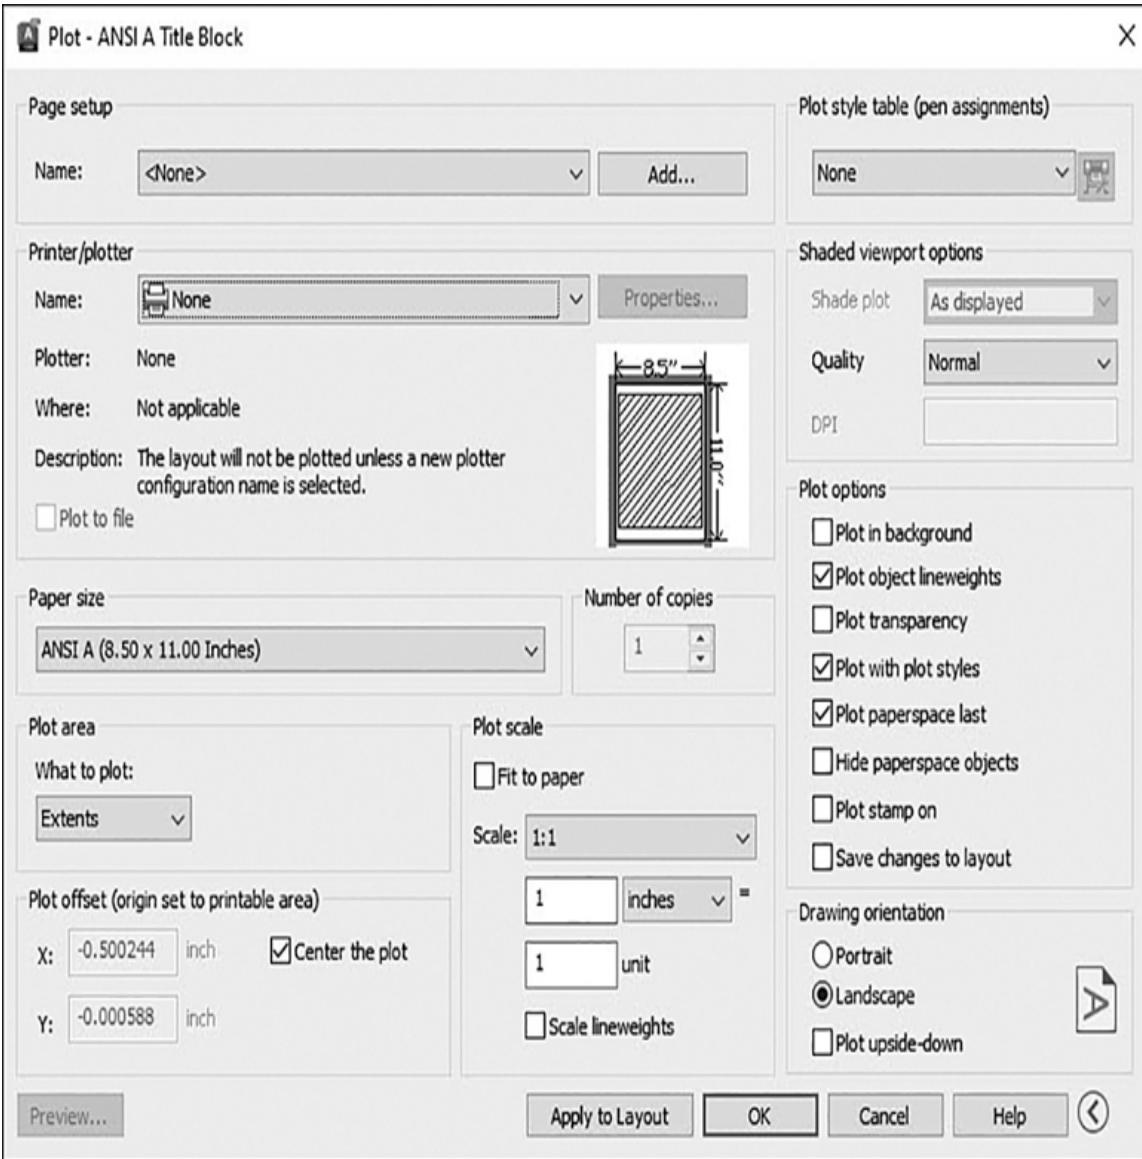 Plot - ANSI A Title Block
Page setup
Name: <None> Add...
Plot style table (pen assignments)
None
Printer/plotter
Name: None Properties...
Plotter: None
Where: Not applicable
Description: The layout will not be plotted unless a new plotter
configuration name is selected.
Plot to file
8.5"
11.0"
Shaded viewport options
Shade plot As displayed
Quality Normal
DPI
Paper size
ANSI A (8.50 x 11.00 Inches)
Number of copies
1
Plot options
Plot in background
Plot object lineweights
Plot transparency
Plot with plot styles
Plot paperspace last
Hide paperspace objects
Plot stamp on
Save changes to layout
Plot area
What to plot:
Extents
Plot scale
Fit to paper
Scale: 1:1
1 inches =
1 unit
Scale lineweights
Plot offset (origin set to printable area)
X: -0.500244 inch Center the plot
Y: -0.000588 inch
Drawing orientation
Portrait
Landscape
Plot upside-down
A
Preview... Apply to Layout OK Cancel Help